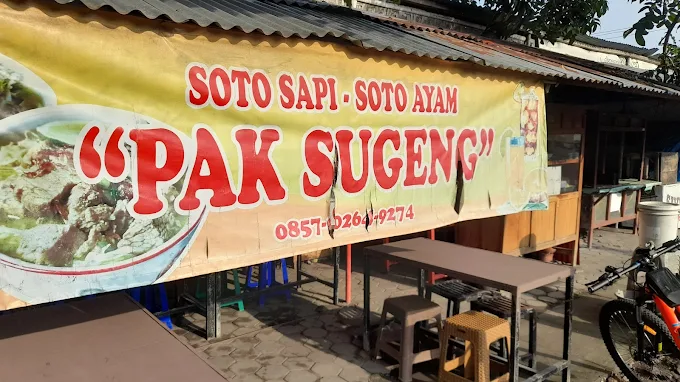 SOTO SAPI - SOTO AYAM
“PAK SUGENG”
0857-0264-9274